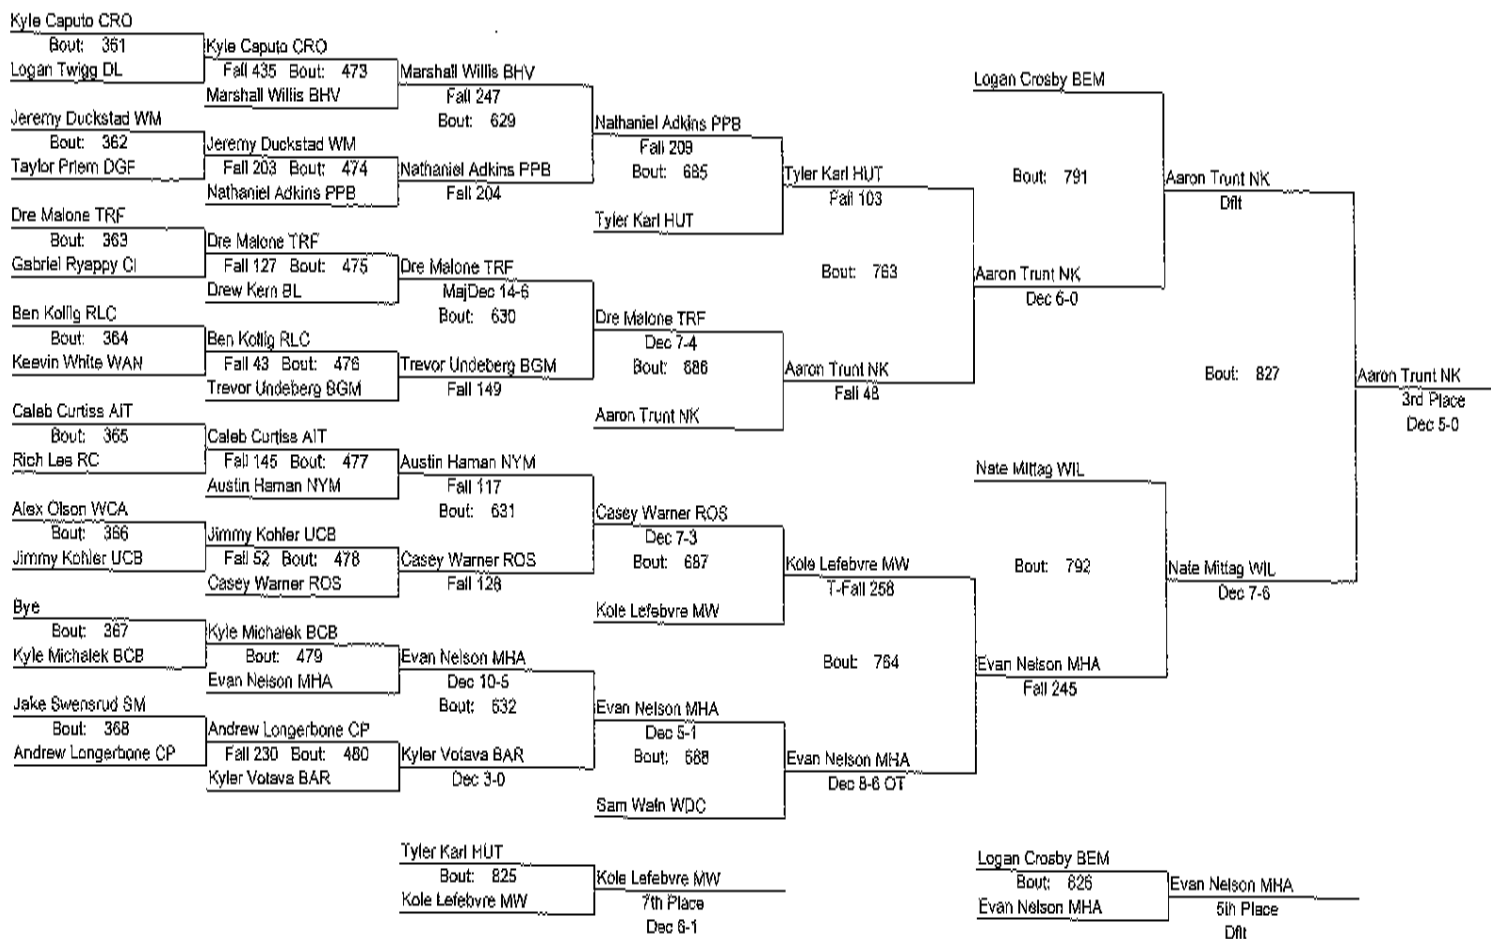 Kyle Caputo CRO
Bout: 361
Logan Twigg DL
Jeremy Duckstad WM
Bout: 362
Taylor Priem DGF
Dre Malone TRF
Bout: 363
Gabriel Ryappy CI
Ben Kollig RLC
Bout: 364
Keevin White WAN
Caleb Curtiss AIT
Bout: 365
Rich Lee RC
Alex Olson WCA
Bout: 366
Jimmy Kohler UCB
Bye
Bout: 367
Kyle Michalek BCB
Jake Swensrud SM
Bout: 368
Andrew Longerbone CP
Kyle Caputo CRO
Fall 435 Bout: 473
Marshall Willis BHV
Jeremy Duckstad WM
Fall 203 Bout: 474
Nathaniel Adkins PPB
Dre Malone TRF
Fall 127 Bout: 475
Drew Kern BL
Ben Kollig RLC
Fall 43 Bout: 476
Trevor Undeberg BGM
Caleb Curtiss AIT
Fall 145 Bout: 477
Austin Haman NYM
Jimmy Kohler UCB
Fall 52 Bout: 478
Casey Warner ROS
Kyle Michalek BCB
Bout: 479
Evan Nelson MHA
Andrew Longerbone CP
Fall 230 Bout: 480
Kyler Votava BAR
Marshall Willis BHV
Fall 247
Bout: 629
Nathaniel Adkins PPB
Fall 204
Dre Malone TRF
MajDec 14-6
Bout: 630
Trevor Undeberg BGM
Fall 149
Austin Haman NYM
Fall 117
Bout: 631
Casey Warner ROS
Fall 128
Evan Nelson MHA
Dec 10-5
Bout: 632
Kyler Votava BAR
Dec 3-0
Nathaniel Adkins PPB
Fall 209
Bout: 685
Tyler Karl HUT
Dre Malone TRF
Dec 7-4
Bout: 686
Aaron Trunt NK
Casey Warner ROS
Dec 7-3
Bout: 687
Kole Lefebvre MW
Evan Nelson MHA
Dec 5-1
Bout: 688
Sam Wafn WDC
Tyler Karl HUT
Fall 103
Bout: 763
Aaron Trunt NK
Fall 48
Kole Lefebvre MW
T-Fall 258
Bout: 764
Evan Nelson MHA
Dec 8-6 OT
Logan Crosby BEM
Bout: 791
Aaron Trunt NK
Dec 6-0
Nate Mittag WIL
Bout: 792
Evan Nelson MHA
Fall 245
Aaron Trunt NK
Dflt
Bout: 827
Nate Mittag WIL
Dec 7-6
Aaron Trunt NK
3rd Place
Dec 5-0
Tyler Karl HUT
Bout: 825
Kole Lefebvre MW
Kole Lefebvre MW
7th Place
Dec 6-1
Logan Crosby BEM
Bout: 826
Evan Nelson MHA
Evan Nelson MHA
5th Place
Dflt